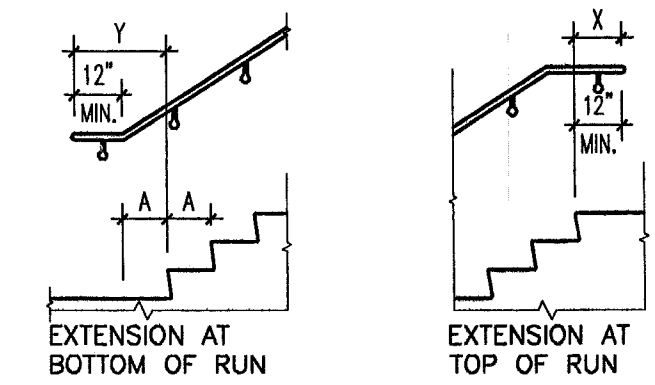 Y
12"
MIN.
A A
EXTENSION AT
BOTTOM OF RUN
X
12"
MIN.
EXTENSION AT
TOP OF RUN